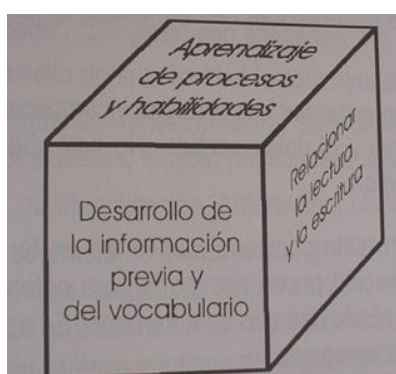 Aprendizaje
de procesos
y habilidades
Relacionar
la lectura
y la escritura
Desarrollo de
la información
previa y
del vocabulario